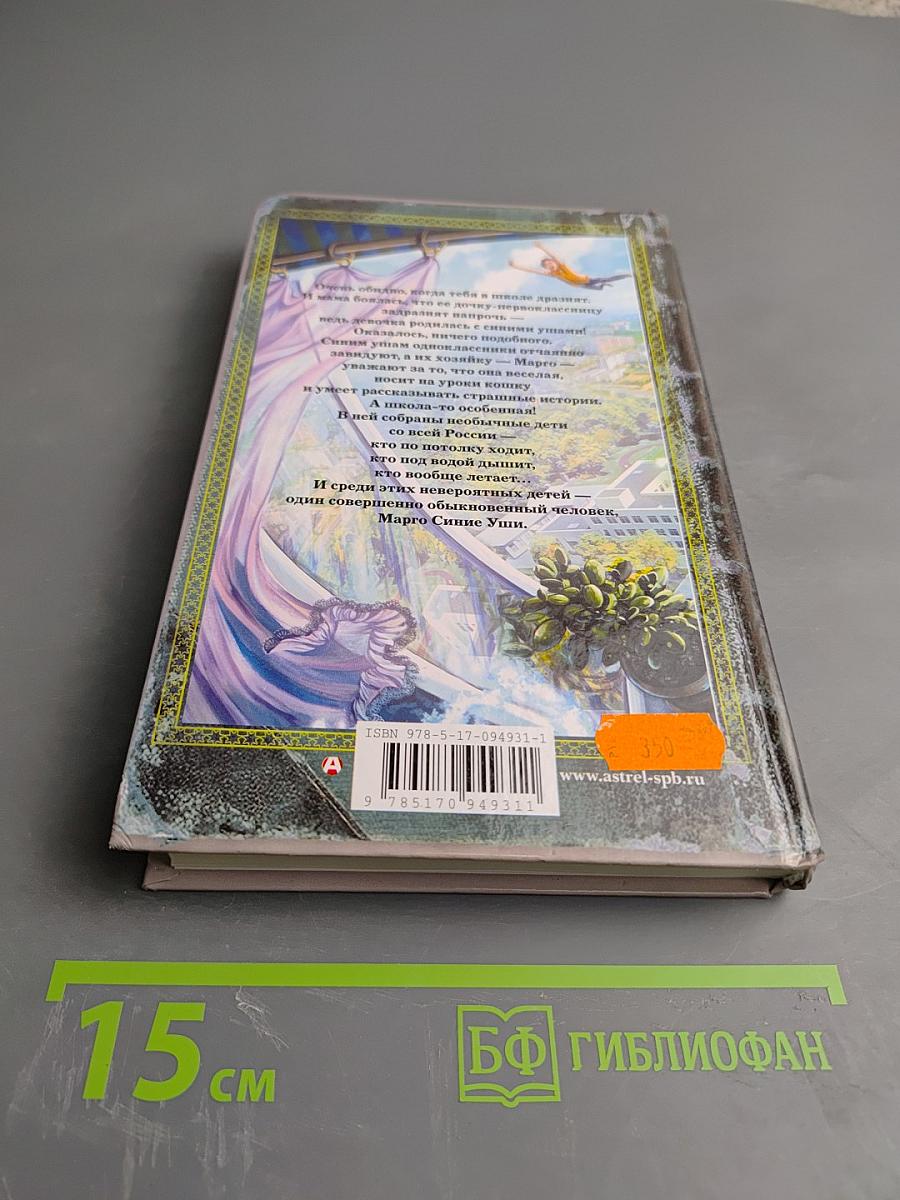 Очень обидно, когда тебя в школе дразнят.
И мама боялась, что ее дочку-первоклассницу
задразнят напрочь —
ведь девочка родилась с синими ушами!
Оказалось, ничего подобного.
Синим ушам одноклассники отчаянно
завидуют, а их хозяйку — Марго —
уважают за то, что она веселая,
носит на уроки кошку
и умеет рассказывать страшные истории.
А школа-то особенная!
В ней собраны необычные дети
со всей России —
кто по потолку ходит,
кто под водой дышит,
кто вообще летает...
И среди этих невероятных детей —
один совершенно обыкновенный человек,
Марго Синие Уши.
ISBN 978-5-17-094931-1
350
А
www.astrel-spb.ru
9 785170 949311
15 см
БФ ГИБЛИОФАН